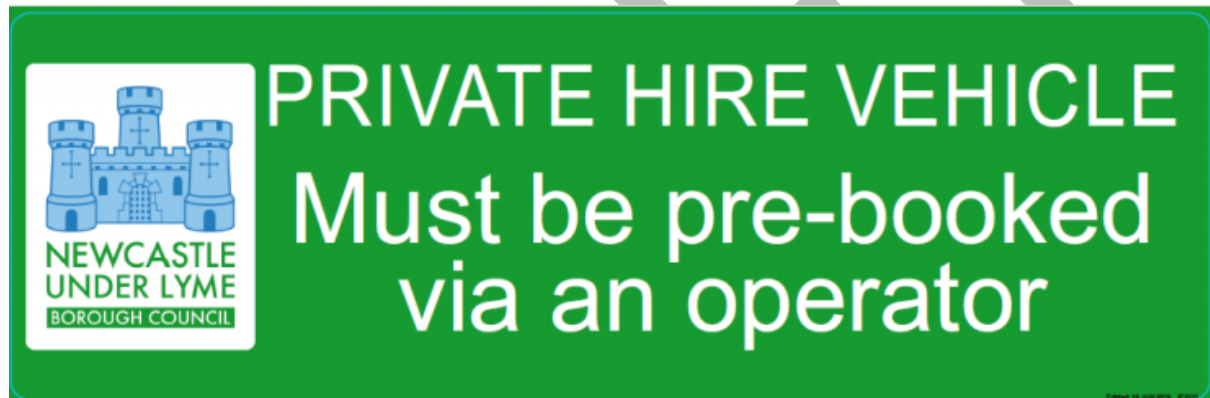 PRIVATE HIRE VEHICLE
Must be pre-booked
via an operator
NEWCASTLE
UNDER LYME
BOROUGH COUNCIL